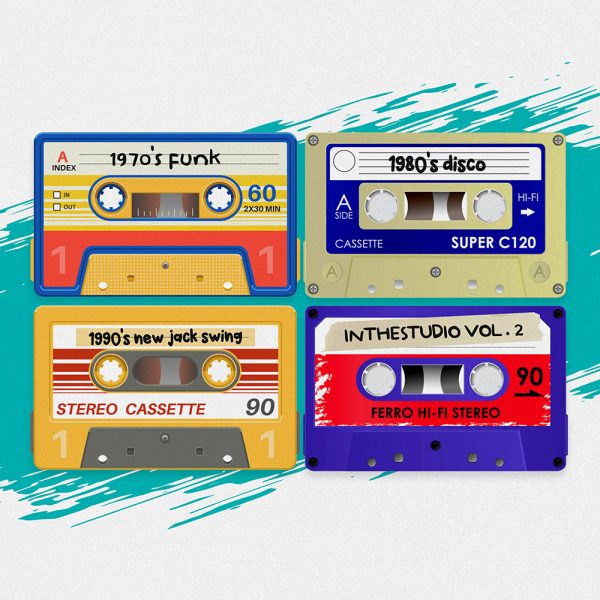 A
INDEX
1970's Funk
IN
OUT
60
2X30 MIN
1 1
1980's disco
A
SIDE
HI-FI
CASSETTE SUPER C120
A A
1990's new jack swing
STEREO CASSETTE 90
1 1
INTHESTUDIO VOL. 2
90
FERRO HI-FI STEREO